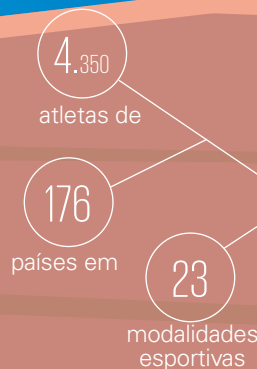 4.350
atletas de
176
países em
23
modalidades
esportivas